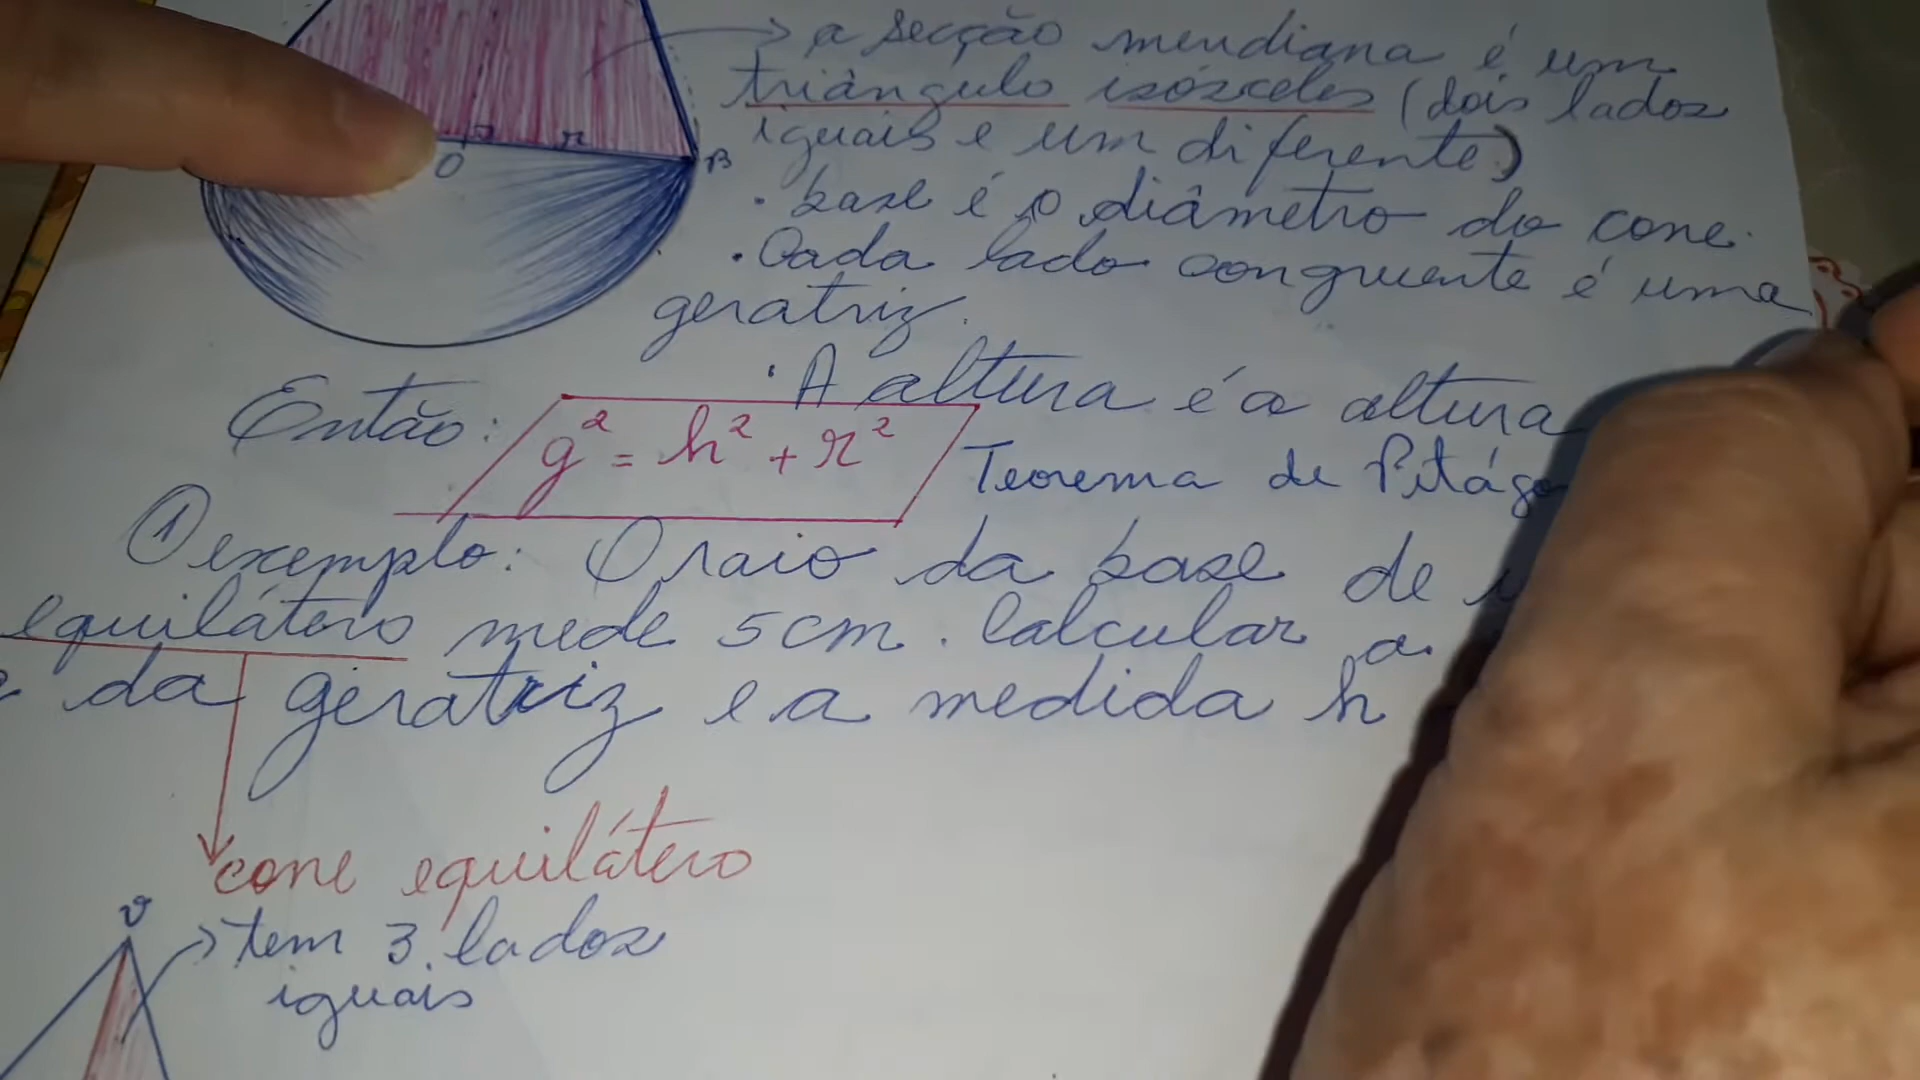 a secção meridiana é um
triângulo isósceles (dois lados
iguais e um diferente)
r
O
B
. base é o diâmetro do cone.
. Cada lado congruente é uma
geratriz.
. A altura é a altura
Então: g² = h² + r² Teorema de
① exemplo: O raio da base de
equilátero mede 5cm. Calcular a
da geratriz e a medida h
cone equilátero
v
tem 3 lados
iguais